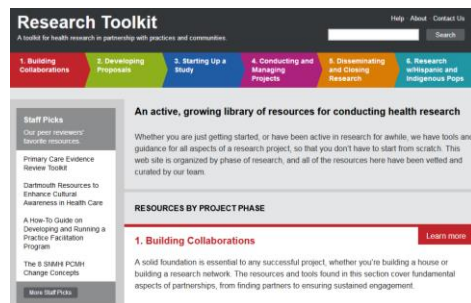 Research Toolkit
A toolkit for health research in partnership with practices and communities.
Help About Contact Us
Search
1. Building
Collaborations
2. Developing
Proposals
3. Starting Up a
Study
4. Conducting and
Managing
Projects
5. Disseminating
and Closing
Research
6. Research
w/Hispanic and
Indigenous Pops
Staff Picks
Our peer reviewers'
favorite resources.
Primary Care Evidence
Review Toolkit
Dartmouth Resources to
Enhance Cultural
Awareness in Health Care
A How-To Guide on
Developing and Running a
Practice Facilitation
Program
The 8 SNMHI PCMH
Change Concepts
More Staff Picks
An active, growing library of resources for conducting health research
Whether you are just getting started, or have been active in research for awhile, we have tools and
guidance for all aspects of a research project, so that you don't have to start from scratch. This
web site is organized by phase of research, and all of the resources here have been vetted and
curated by our team.
RESOURCES BY PROJECT PHASE
Learn more
1. Building Collaborations
A solid foundation is essential to any successful project, whether you're building a house or
building a research network. The resources and tools found in this section cover fundamental
aspects of partnerships, from finding partners to ensuring sustained engagement.